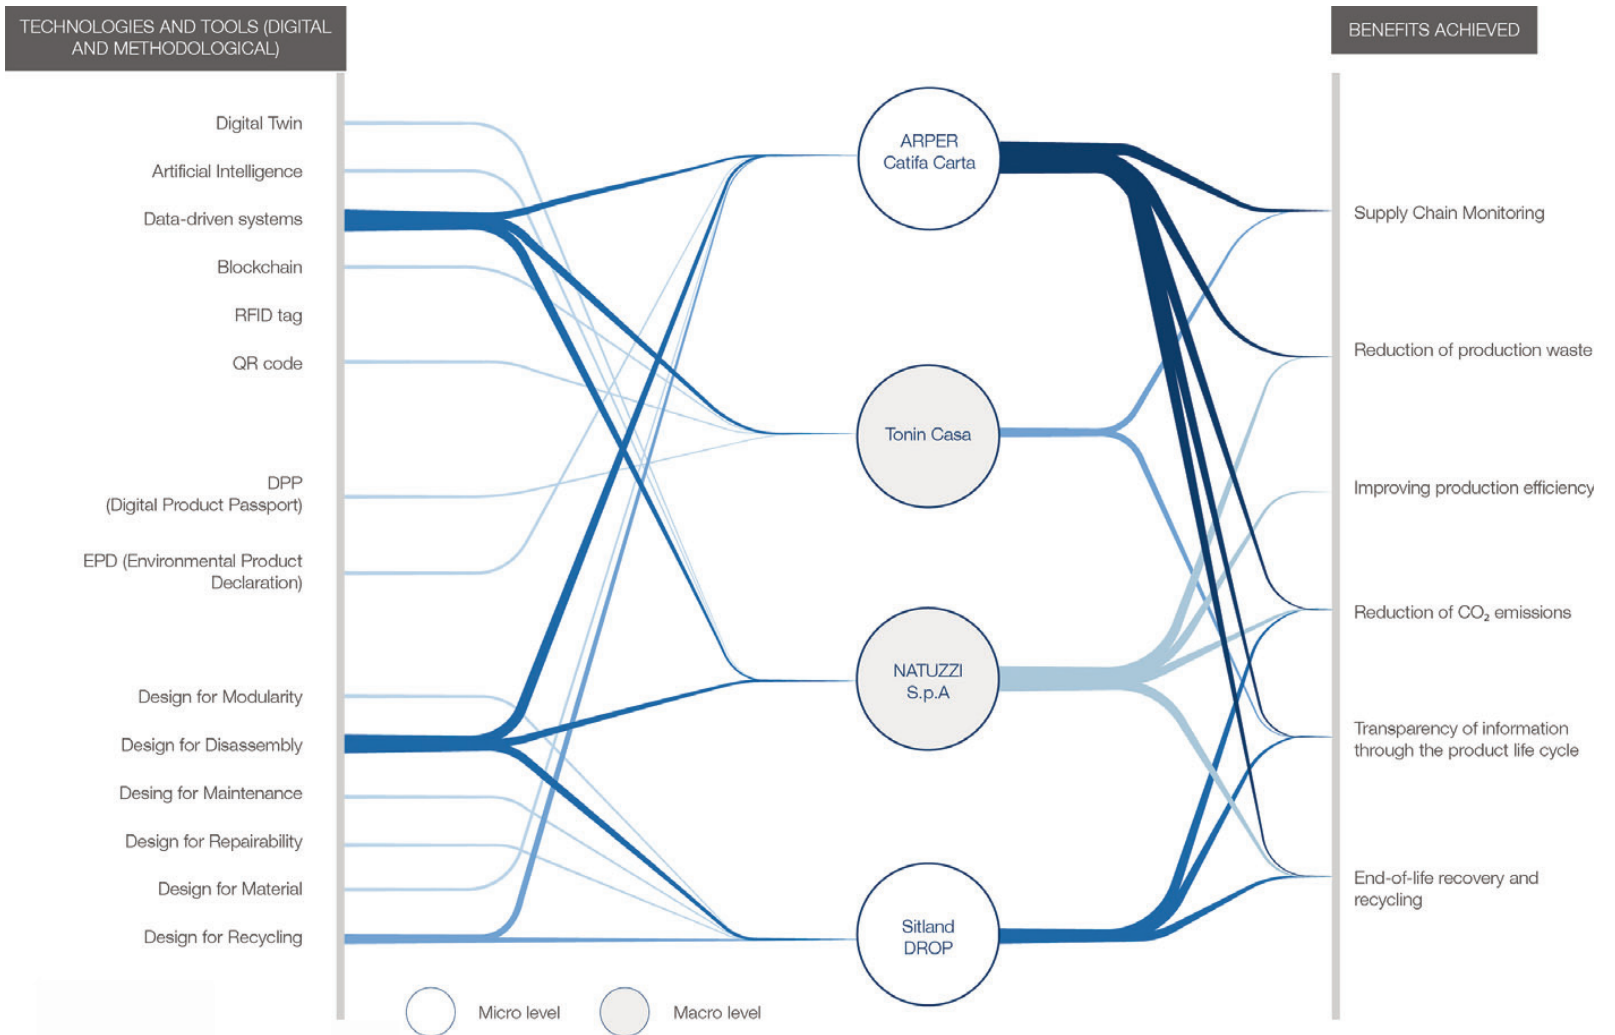 TECHNOLOGIES AND TOOLS (DIGITAL
AND METHODOLOGICAL)
Digital Twin
Artificial Intelligence
Data-driven systems
Blockchain
RFID tag
QR code
DPP
(Digital Product Passport)
EPD (Environmental Product
Declaration)
Design for Modularity
Design for Disassembly
Desing for Maintenance
Design for Repairability
Design for Material
Design for Recycling
ARPER
Catifa Carta
Tonin Casa
NATUZZI
S.p.A
Sitland
DROP
BENEFITS ACHIEVED
Supply Chain Monitoring
Reduction of production waste
Improving production efficiency
Reduction of CO₂ emissions
Transparency of information
through the product life cycle
End-of-life recovery and
recycling
Micro level
Macro level